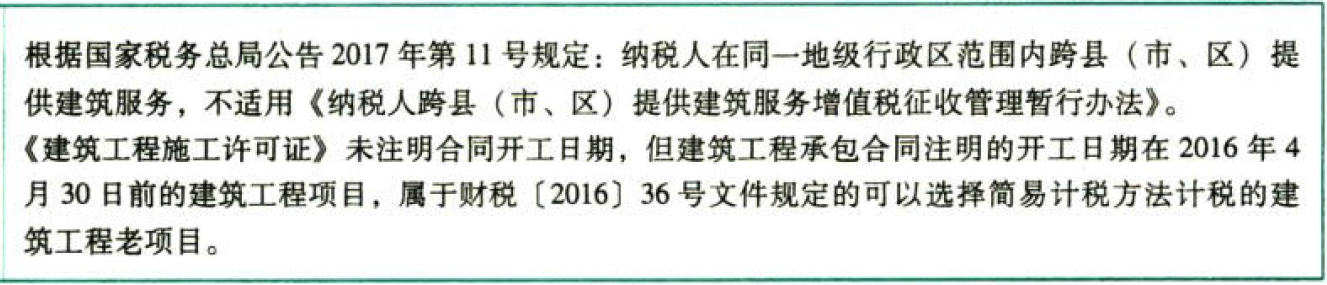 根据国家税务总局公告 2017 年第 11 号规定：纳税人在同一地级行政区范围内跨县（市、区）提
供建筑服务，不适用《纳税人跨县（市、区）提供建筑服务增值税征收管理暂行办法》。
《建筑工程施工许可证》未注明合同开工日期，但建筑工程承包合同注明的开工日期在 2016 年 4
月 30 日前的建筑工程项目，属于财税〔2016〕36 号文件规定的可以选择简易计税方法计税的建
筑工程老项目。